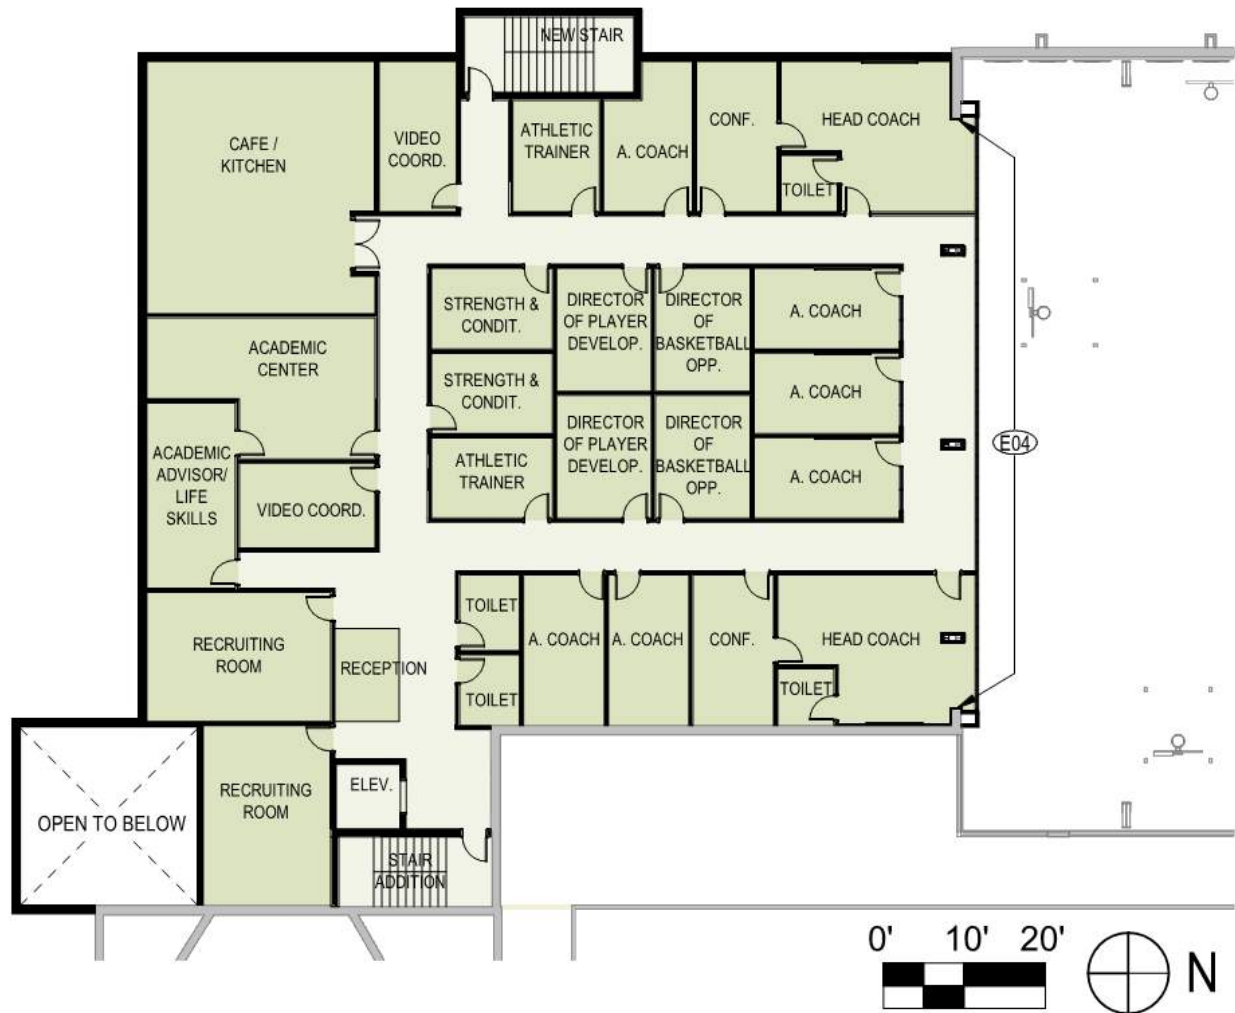 NEW STAIR
CAFE /
KITCHEN
VIDEO
COORD.
ATHLETIC
TRAINER
A. COACH
CONF.
HEAD COACH
TOILET
STRENGTH &
CONDIT.
DIRECTOR
OF PLAYER
DEVELOP.
DIRECTOR
OF
BASKETBALL
OPP.
A. COACH
ACADEMIC
CENTER
STRENGTH &
CONDIT.
A. COACH
ACADEMIC
ADVISOR/
LIFE
SKILLS
VIDEO COORD.
ATHLETIC
TRAINER
DIRECTOR
OF PLAYER
DEVELOP.
DIRECTOR
OF
BASKETBALL
OPP.
A. COACH
E04
RECRUITING
ROOM
RECEPTION
TOILET
TOILET
A. COACH
A. COACH
CONF.
HEAD COACH
TOILET
OPEN TO BELOW
RECRUITING
ROOM
ELEV.
STAIR
ADDITION
0' 10' 20'
N